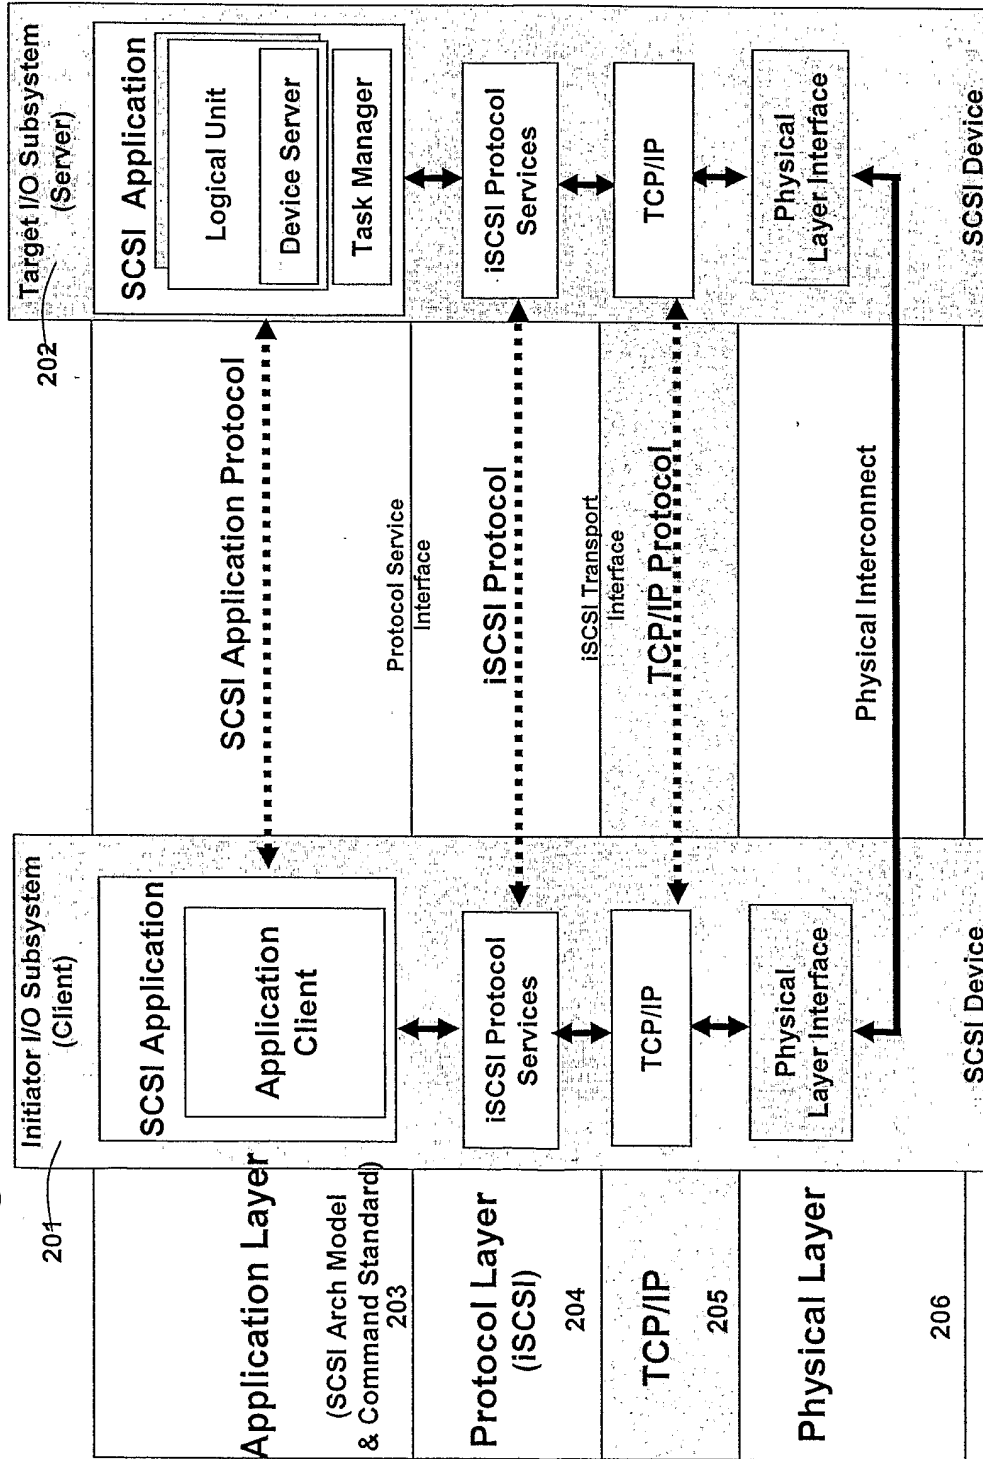 201
Initiator I/O Subsystem
(Client)
202
Target I/O Subsystem
(Server)
Application Layer
(SCSI Arch Model
& Command Standard)
203
SCSI Application
Application
Client
SCSI Application Protocol
SCSI Application
Logical Unit
Device Server
Task Manager
Protocol Service
Interface
Protocol Layer
(iSCSI)
204
iSCSI Protocol
Services
iSCSI Protocol
iSCSI Protocol
Services
iSCSI Transport
Interface
TCP/IP
205
TCP/IP
TCP/IP Protocol
TCP/IP
Physical Layer
206
Physical
Layer Interface
Physical Interconnect
Physical
Layer Interface
SCSI Device
SCSI Device